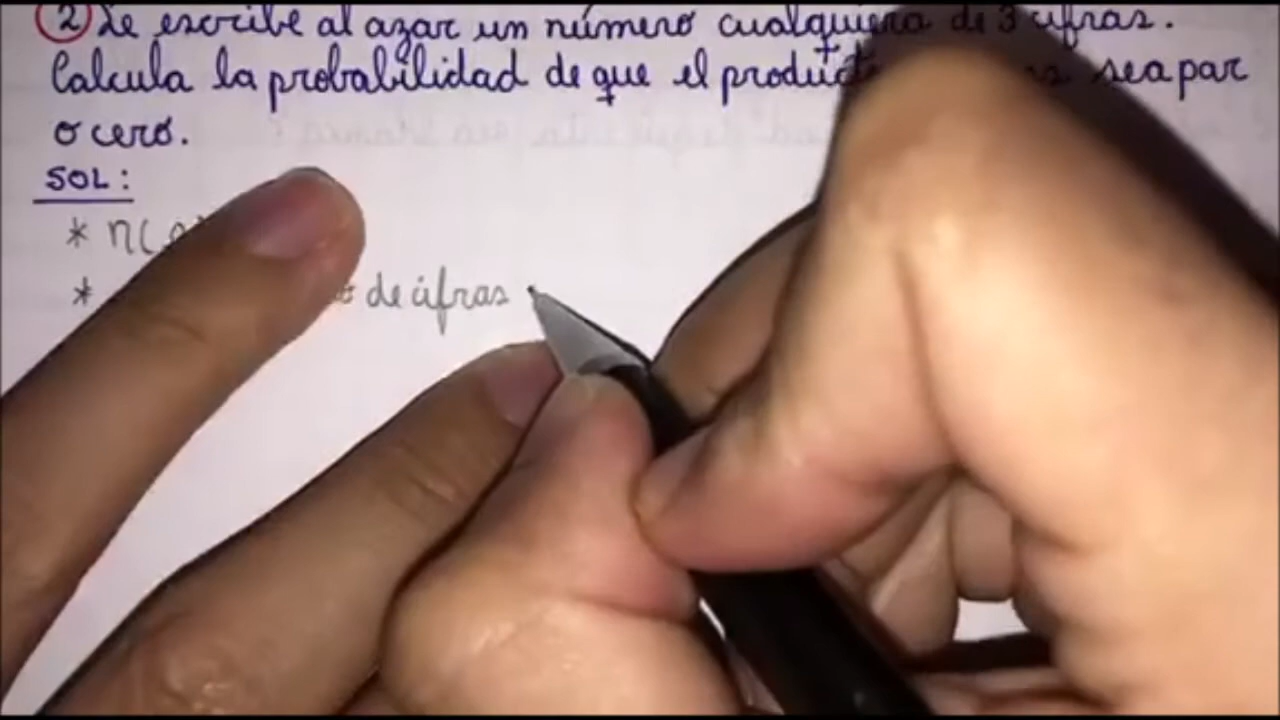 2 Se escribe al azar un número cualquiera de 3 cifras.
Calcula la probabilidad de que el product sea par
o cero.
SOL:
* n(
* de cifras